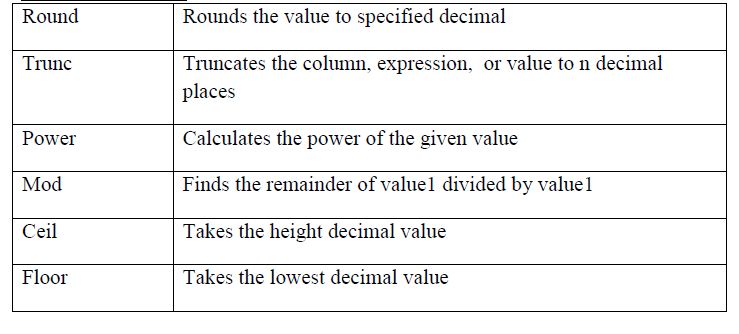 Round Rounds the value to specified decimal
Trunc Truncates the column, expression, or value to n decimal
places
Power Calculates the power of the given value
Mod Finds the remainder of value1 divided by value1
Ceil Takes the height decimal value
Floor Takes the lowest decimal value